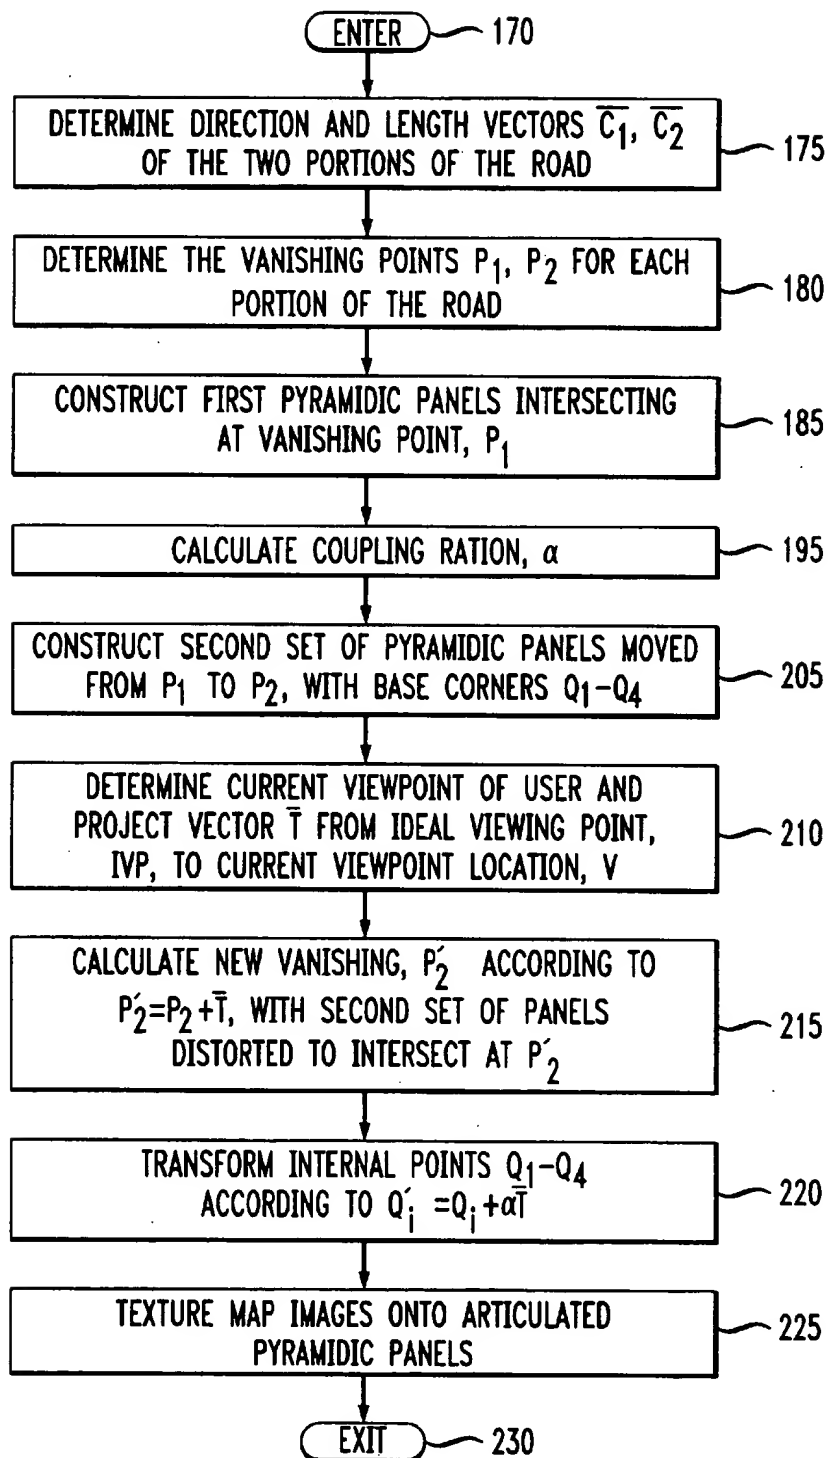 ENTER 170
DETERMINE DIRECTION AND LENGTH VECTORS C̅₁, C̅₂
OF THE TWO PORTIONS OF THE ROAD 175
DETERMINE THE VANISHING POINTS P₁, P₂ FOR EACH
PORTION OF THE ROAD 180
CONSTRUCT FIRST PYRAMIDIC PANELS INTERSECTING
AT VANISHING POINT, P₁ 185
CALCULATE COUPLING RATION, α 195
CONSTRUCT SECOND SET OF PYRAMIDIC PANELS MOVED
FROM P₁ TO P₂, WITH BASE CORNERS Q₁-Q₄ 205
DETERMINE CURRENT VIEWPOINT OF USER AND
PROJECT VECTOR T̅ FROM IDEAL VIEWING POINT,
IVP, TO CURRENT VIEWPOINT LOCATION, V 210
CALCULATE NEW VANISHING, P₂′ ACCORDING TO
P₂′=P₂+T̅, WITH SECOND SET OF PANELS
DISTORTED TO INTERSECT AT P′₂ 215
TRANSFORM INTERNAL POINTS Q₁-Q₄
ACCORDING TO Q′ᵢ =Qᵢ+αT̅ 220
TEXTURE MAP IMAGES ONTO ARTICULATED
PYRAMIDIC PANELS 225
EXIT 230